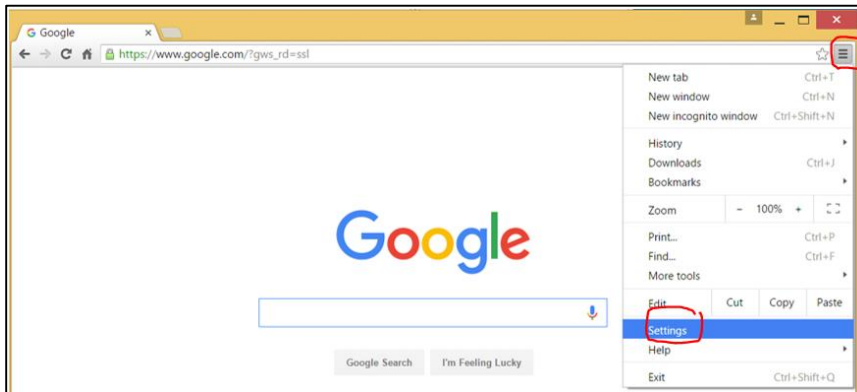 Google
https://www.google.com/?gws_rd=ssl
New tab Ctrl+T
New window Ctrl+N
New incognito window Ctrl+Shift+N
History
Downloads Ctrl+J
Bookmarks
Zoom - 100% +
Print... Ctrl+P
Find... Ctrl+F
More tools
Edit Cut Copy Paste
Settings
Help
Exit Ctrl+Shift+Q
Google
Google Search I'm Feeling Lucky